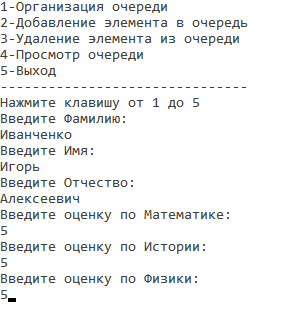 1-Организация очереди
2-Добавление элемента в очередь
3-Удаление элемента из очереди
4-Просмотр очереди
5-Выход
-------------------------------
Нажмите клавишу от 1 до 5
Введите Фамилию:
Иванченко
Введите Имя:
Игорь
Введите Отчество:
Алексеевич
Введите оценку по Математике:
5
Введите оценку по Истории:
5
Введите оценку по Физики:
5